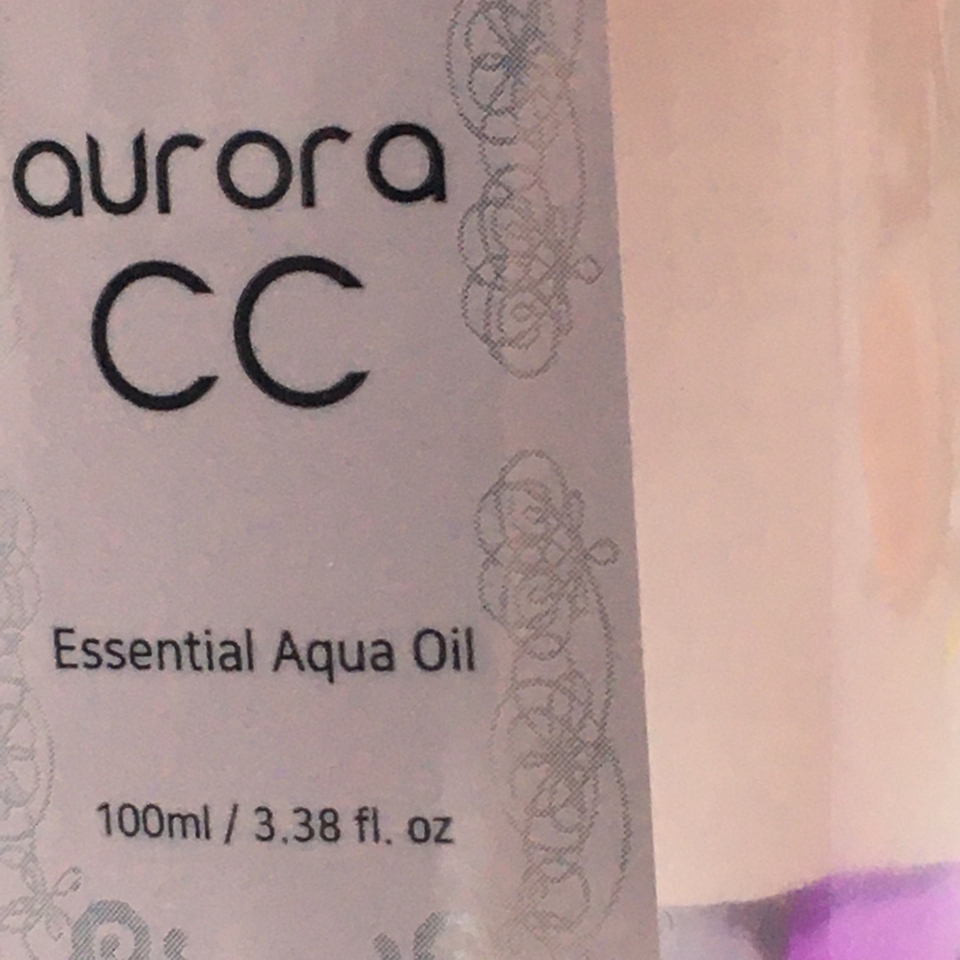 aurora
CC
Essential Aqua Oil
100ml / 3.38 fl. oz